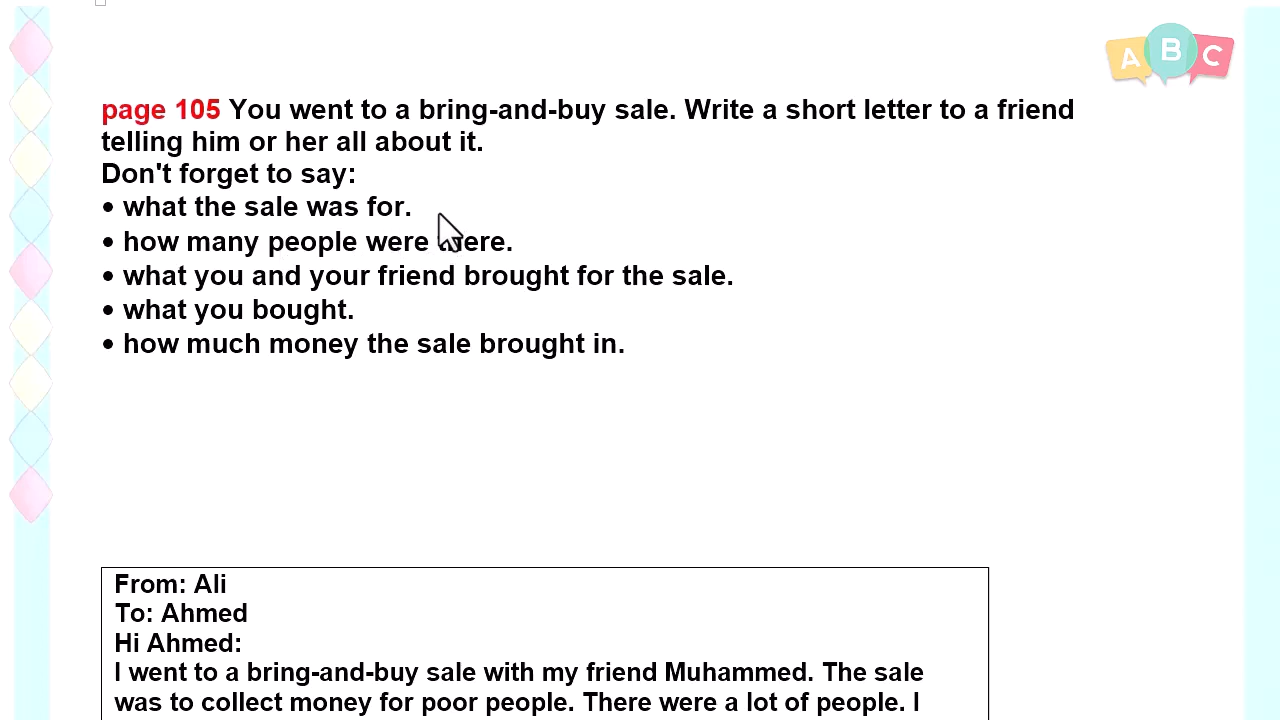 A B C
page 105 You went to a bring-and-buy sale. Write a short letter to a friend
telling him or her all about it.
Don't forget to say:
• what the sale was for.
• how many people were there.
• what you and your friend brought for the sale.
• what you bought.
• how much money the sale brought in.
From: Ali
To: Ahmed
Hi Ahmed:
I went to a bring-and-buy sale with my friend Muhammed. The sale
was to collect money for poor people. There were a lot of people. I